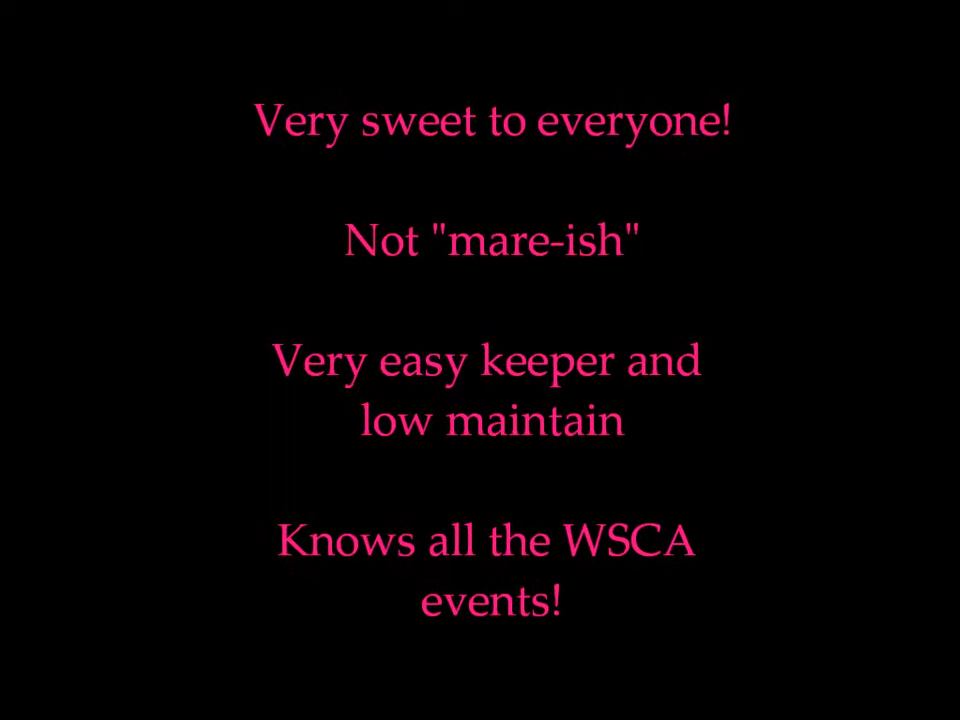 Very sweet to everyone!
Not "mare-ish"
Very easy keeper and
low maintain
Knows all the WSCA
events!